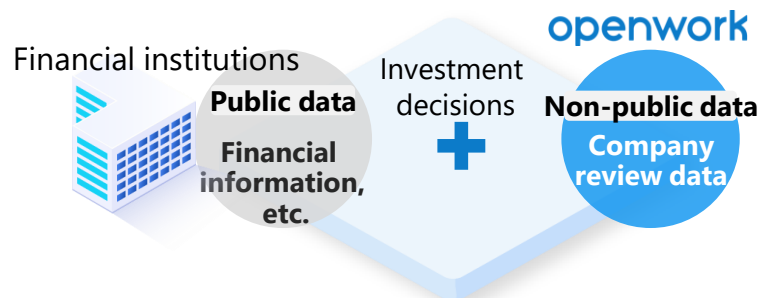 openwork
Financial institutions
Investment
decisions
Public data
Financial
information,
etc.
Non-public data
Company
review data